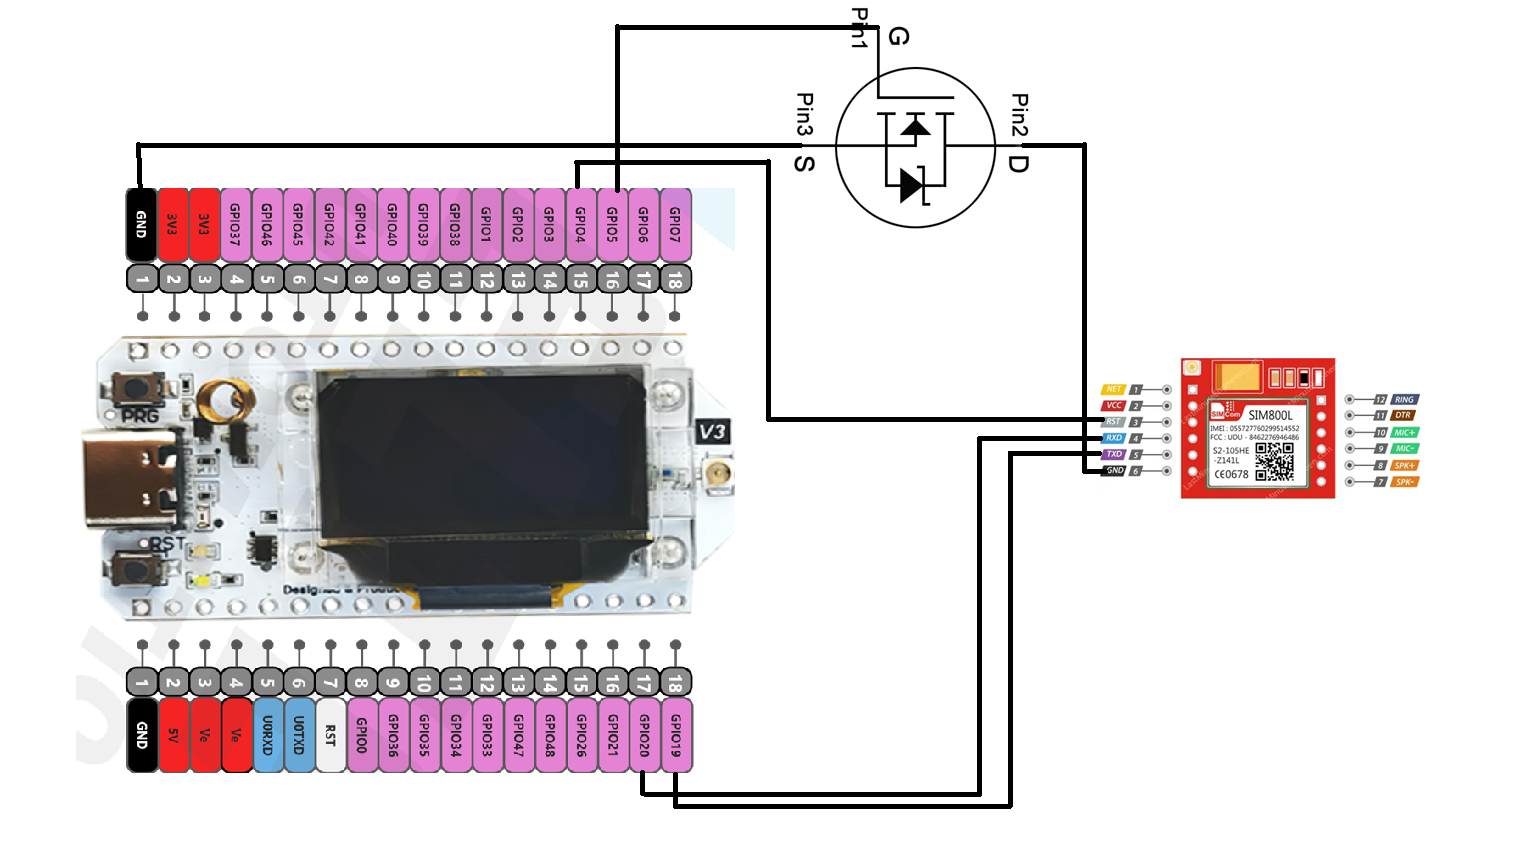 Pin1
G
Pin3
S
Pin2
D
GND
3V3
3V3
GPIO37
GPIO46
GPIO45
GPIO42
GPIO41
GPIO40
GPIO39
GPIO38
GPIO1
GPIO2
GPIO3
GPIO4
GPIO5
GPIO6
GPIO7
1 2 3 4 5 6 7 8 9 10 11 12 13 14 15 16 17 18
PRG
V3
RST
1 2 3 4 5 6 7 8 9 10 11 12 13 14 15 16 17 18
GND
5V
Ve
Ve
U0RXD
U0TXD
RST
GPIO0
GPIO36
GPIO35
GPIO34
GPIO33
GPIO47
GPIO48
GPIO26
GPIO21
GPIO20
GPIO19
NET 1
VCC 2
RST 3
RXD 4
TXD 5
GND 6
SIM Com
SIM800L
IMEI : 055727760299514552
FCC : UDU - 8462276946486
S2-105HE
-Z141L
CE0678
12 RING
11 DTR
10 MIC+
9 MIC-
8 SPK+
7 SPK-